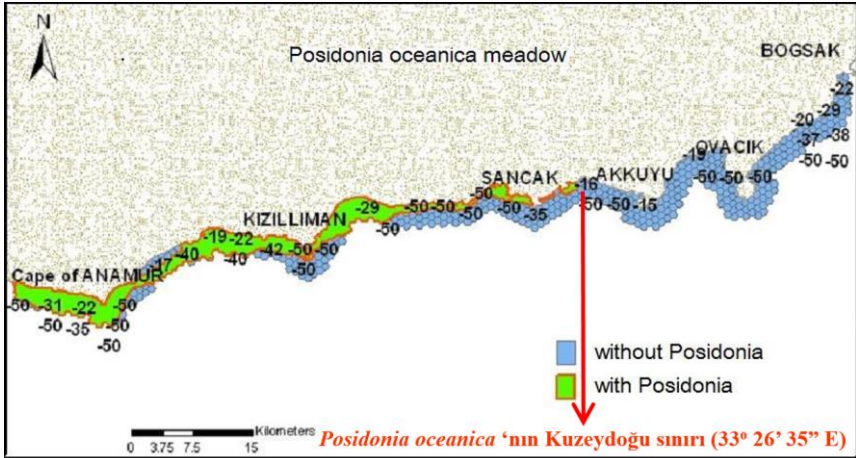 N
Posidonia oceanica meadow
BOGSAK
-22
-20 -29
-37 -38
-19 OVACIK
-50 -50
-50 -50 -50
SANCAK -16 AKKUYU
-50
-50 -35 -50 -50 -15
KIZILLIMAN -29 -50 -50 -50
-50
-19 -22
-17 -40 -42 -50 -50
-40
-50
Cape of ANAMUR
-50 -31 -22 -50
-50 -35 -50
-50
without Posidonia
with Posidonia
Kilometers
0 3.75 7.5 15
Posidonia oceanica ‘nın Kuzeydoğu sınırı (33º 26’ 35” E)